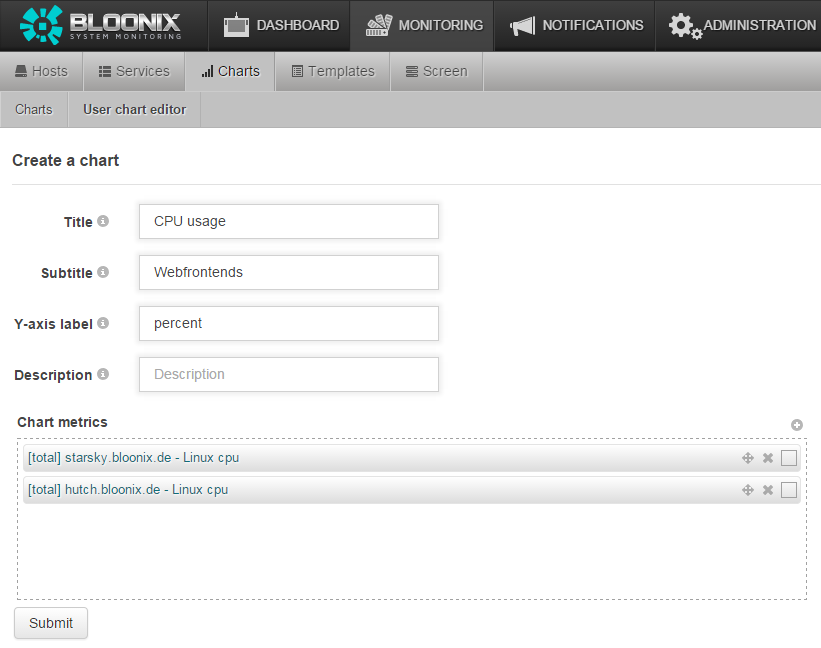 BLOONIX
SYSTEM MONITORING
DASHBOARD
MONITORING
NOTIFICATIONS
ADMINISTRATION
Hosts
Services
Charts
Templates
Screen
Charts
User chart editor
Create a chart
Title
CPU usage
Subtitle
Webfrontends
Y-axis label
percent
Description
Description
Chart metrics
[total] starsky.bloonix.de - Linux cpu
[total] hutch.bloonix.de - Linux cpu
Submit